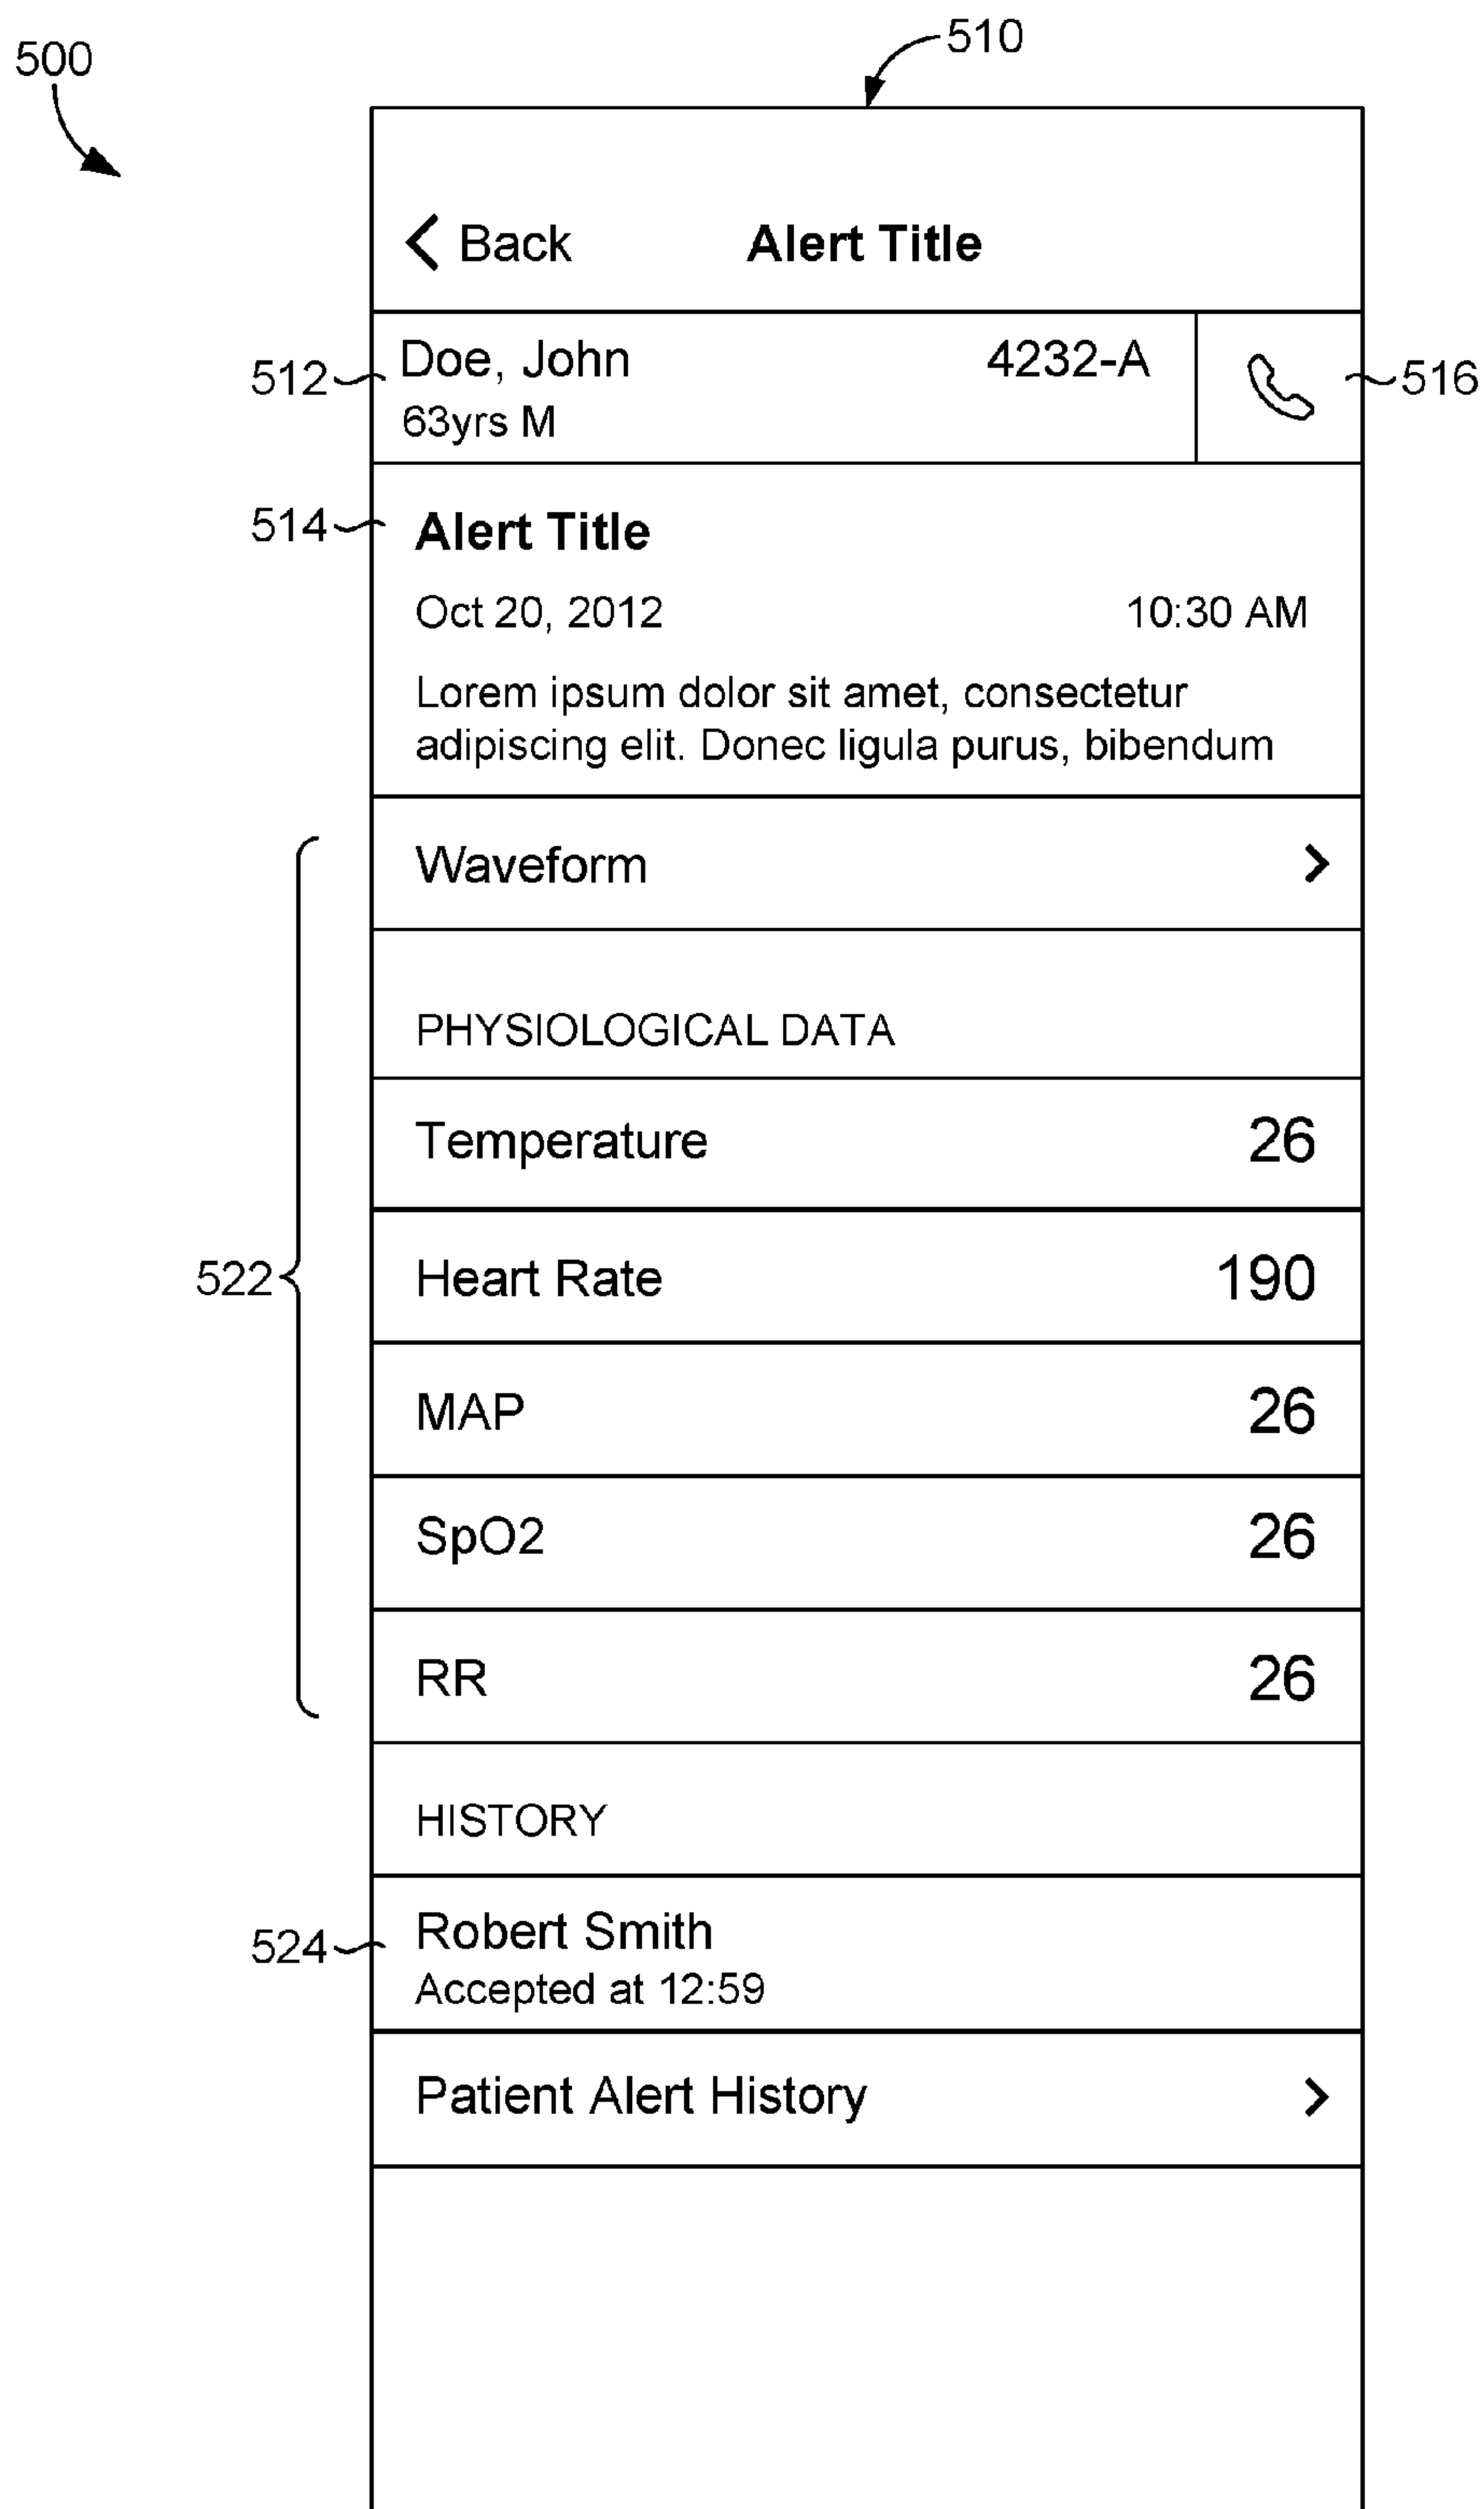 500
510
Back Alert Title
512 Doe, John 4232-A 516
63yrs M
514 Alert Title
Oct 20, 2012 10:30 AM
Lorem ipsum dolor sit amet, consectetur
adipiscing elit. Donec ligula purus, bibendum
Waveform
PHYSIOLOGICAL DATA
Temperature 26
522 Heart Rate 190
MAP 26
SpO2 26
RR 26
HISTORY
524 Robert Smith
Accepted at 12:59
Patient Alert History